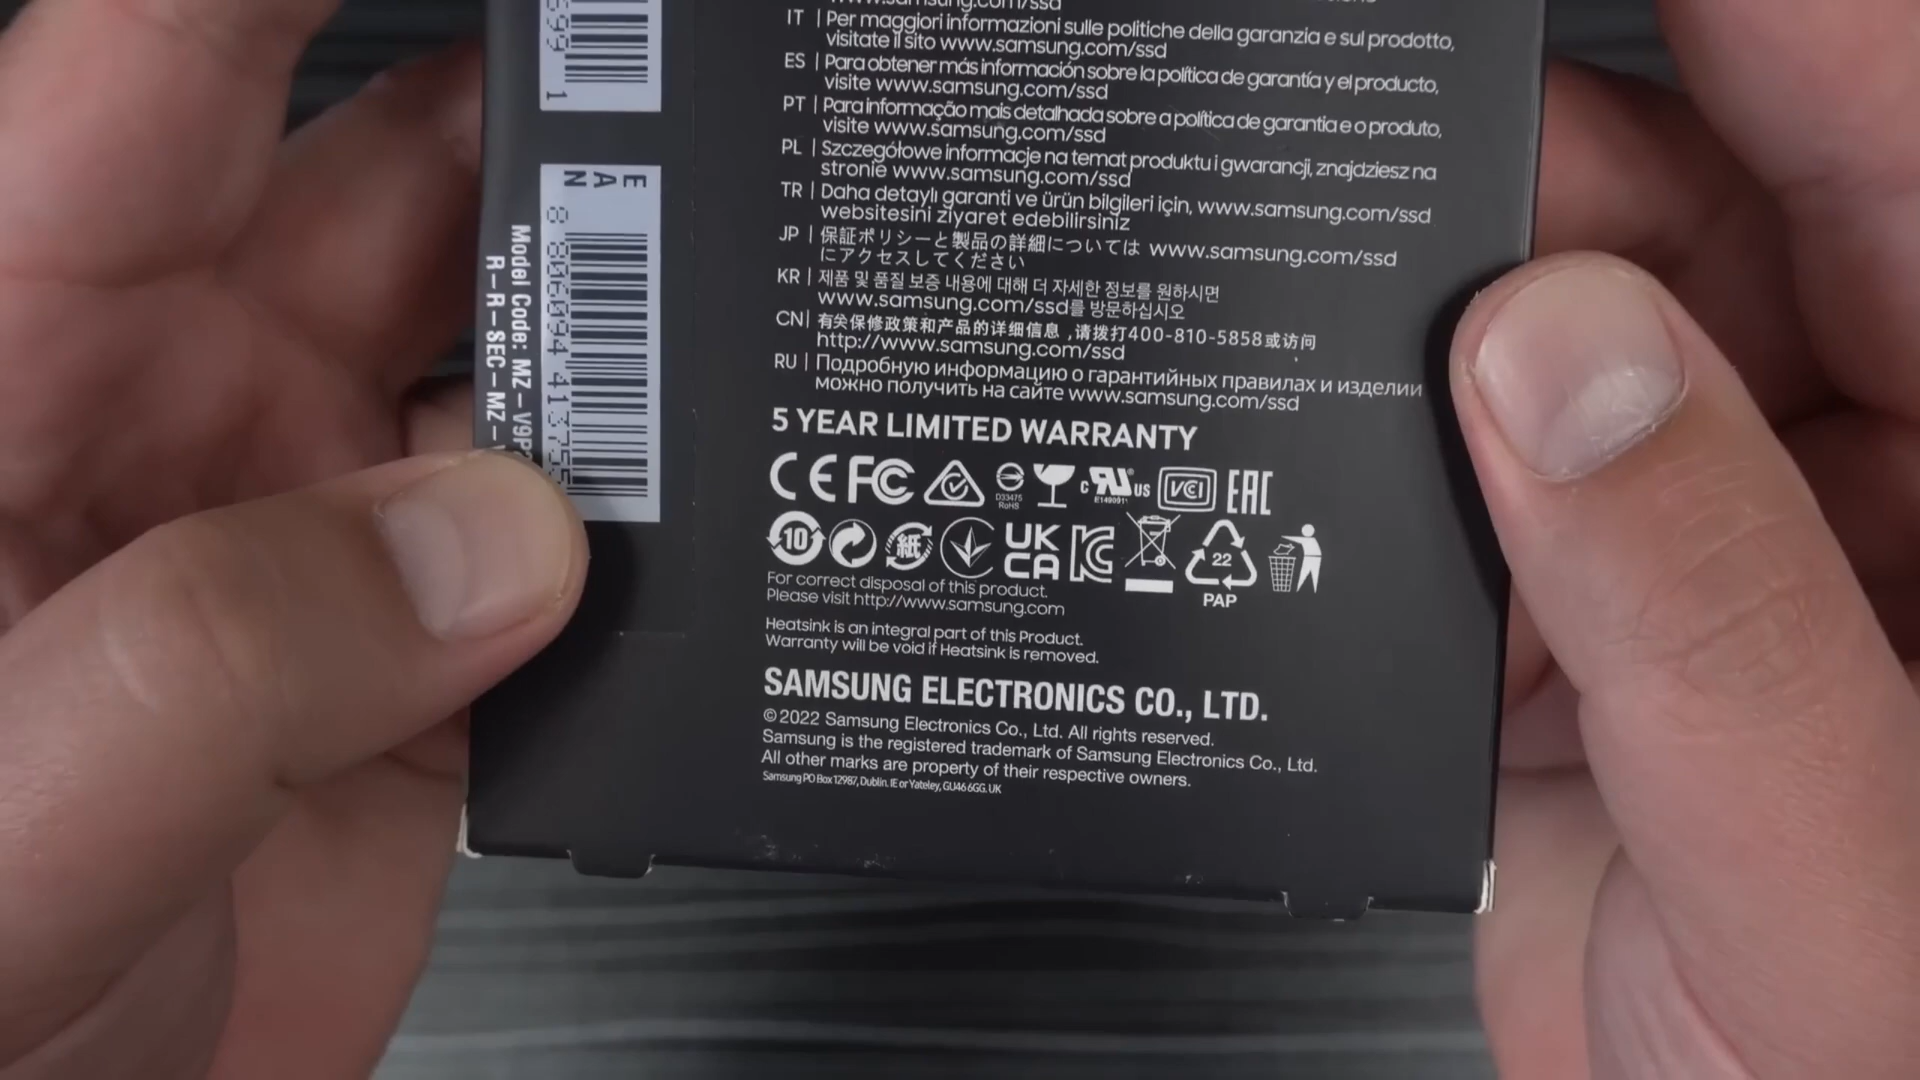 www.samsung.com/ssd
IT | Per maggiori informazioni sulle politiche della garanzia e sul prodotto,
visitate il sito www.samsung.com/ssd
ES | Para obtener más información sobre la política de garantía y el producto,
visite www.samsung.com/ssd
PT | Para informação mais detalhada sobre a política de garantia e o produto,
visite www.samsung.com/ssd
PL | Szczegółowe informacje na temat produktu i gwarancji, znajdziesz na
stronie www.samsung.com/ssd
TR | Daha detaylı garanti ve ürün bilgileri için, www.samsung.com/ssd
websitesini ziyaret edebilirsiniz
JP | 保証ポリシーと製品の詳細については www.samsung.com/ssd
にアクセスしてください
KR | 제품 및 품질 보증 내용에 대해 더 자세한 정보를 원하시면
www.samsung.com/ssd를 방문하십시오
CN | 有关保修政策和产品的详细信息,请拨打400-810-5858或访问
http://www.samsung.com/ssd
RU | Подробную информацию о гарантийных правилах и изделии
можно получить на сайте www.samsung.com/ssd
5 YEAR LIMITED WARRANTY
CE FC D33475 RoHS c RU US VCI EAC
10 紙 UK CA 22 PAP
For correct disposal of this product.
Please visit http://www.samsung.com
Heatsink is an integral part of this Product.
Warranty will be void if Heatsink is removed.
SAMSUNG ELECTRONICS CO., LTD.
©2022 Samsung Electronics Co., Ltd. All rights reserved.
Samsung is the registered trademark of Samsung Electronics Co., Ltd.
All other marks are property of their respective owners.
Samsung PO Box 12987, Dublin. IE or Yateley, GU46 6GG. UK
699 1
EAN
8 806094 413755
Model Code: MZ-V9P
R-R-SEC-MZ-